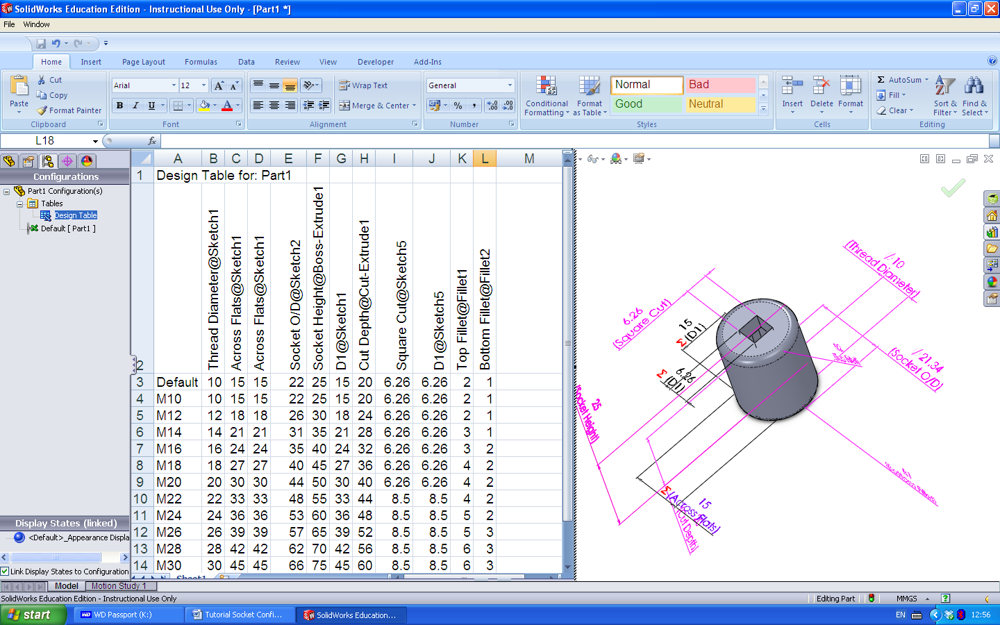 SolidWorks Education Edition - Instructional Use Only - [Part1 *]
File Window
Home Insert Page Layout Formulas Data Review View Developer Add-Ins
Paste
Cut
Copy
Format Painter
Clipboard
Arial 12
B I U
Font
Wrap Text
Merge & Center
Alignment
General
Number
Conditional Formatting
Format as Table
Normal Bad
Good Neutral
Styles
Insert Delete Format
Cells
AutoSum
Fill
Clear
Sort & Filter
Find & Select
Editing
L18 fx
Configurations
Part1 Configuration(s)
Tables
Design Table
Default [ Part1 ]
A B C D E F G H I J K L M
1 Design Table for: Part1
2 Thread Diameter@Sketch1 Across Flats@Sketch1 Across Flats@Sketch1 Socket O/D@Sketch2 Socket Height@Boss-Extrude1 D1@Sketch1 Cut Depth@Cut-Extrude1 Square Cut@Sketch5 D1@Sketch5 Top Fillet@Fillet1 Bottom Fillet@Fillet2
3 Default 10 15 15 22 25 15 20 6.26 6.26 2 1
4 M10 10 15 15 22 25 15 20 6.26 6.26 2 1
5 M12 12 18 18 26 30 18 24 6.26 6.26 2 1
6 M14 14 21 21 31 35 21 28 6.26 6.26 3 1
7 M16 16 24 24 35 40 24 32 6.26 6.26 3 2
8 M18 18 27 27 40 45 27 36 6.26 6.26 4 2
9 M20 20 30 30 44 50 30 40 6.26 6.26 4 2
10 M22 22 33 33 48 55 33 44 8.5 8.5 4 2
11 M24 24 36 36 53 60 36 48 8.5 8.5 5 2
12 M26 26 39 39 57 65 39 52 8.5 8.5 5 3
13 M28 28 42 42 62 70 42 56 8.5 8.5 6 3
14 M30 30 45 45 66 75 45 60 8.5 8.5 6 3
Sheet1
10
(Thread Diameter)
6.26
(Square Cut)
15
Σ(D1)
6.26
Σ(D1)
21.34
(Socket O/D)
25
(Socket Height)
15
Σ(Across Flats)
(Cut Depth)
Display States (linked)
<Default>_Appearance Displa
Link Display States to Configuration
Model Motion Study 1
SolidWorks Education Edition - Instructional Use Only
Editing Part MMGS
start WD Passport (K:) Tutorial Socket Confi... SolidWorks Education... EN 12:56